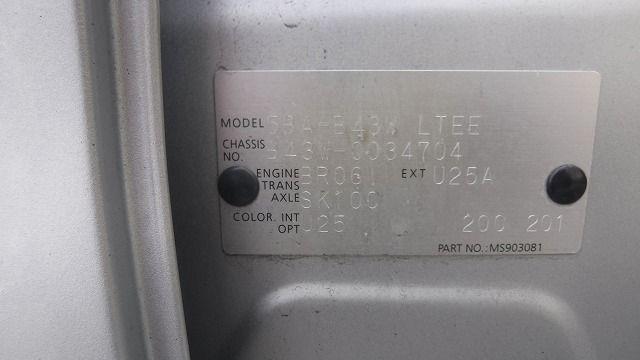 MODEL 5BA-B43W LTEE
CHASSIS NO. B43W-0034704
ENGINE BR06 EXT U25A
TRANS AXLE SK100
COLOR. INT J25 200 201
OPT
PART NO.: MS903081